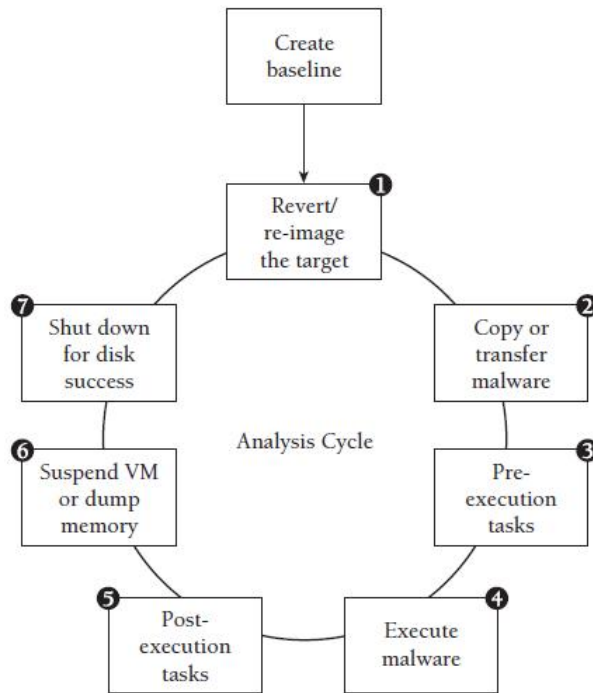 Create
baseline
1
Revert/
re-image
the target
2
Copy or
transfer
malware
3
Pre-
execution
tasks
4
Execute
malware
5
Post-
execution
tasks
6
Suspend VM
or dump
memory
7
Shut down
for disk
success
Analysis Cycle